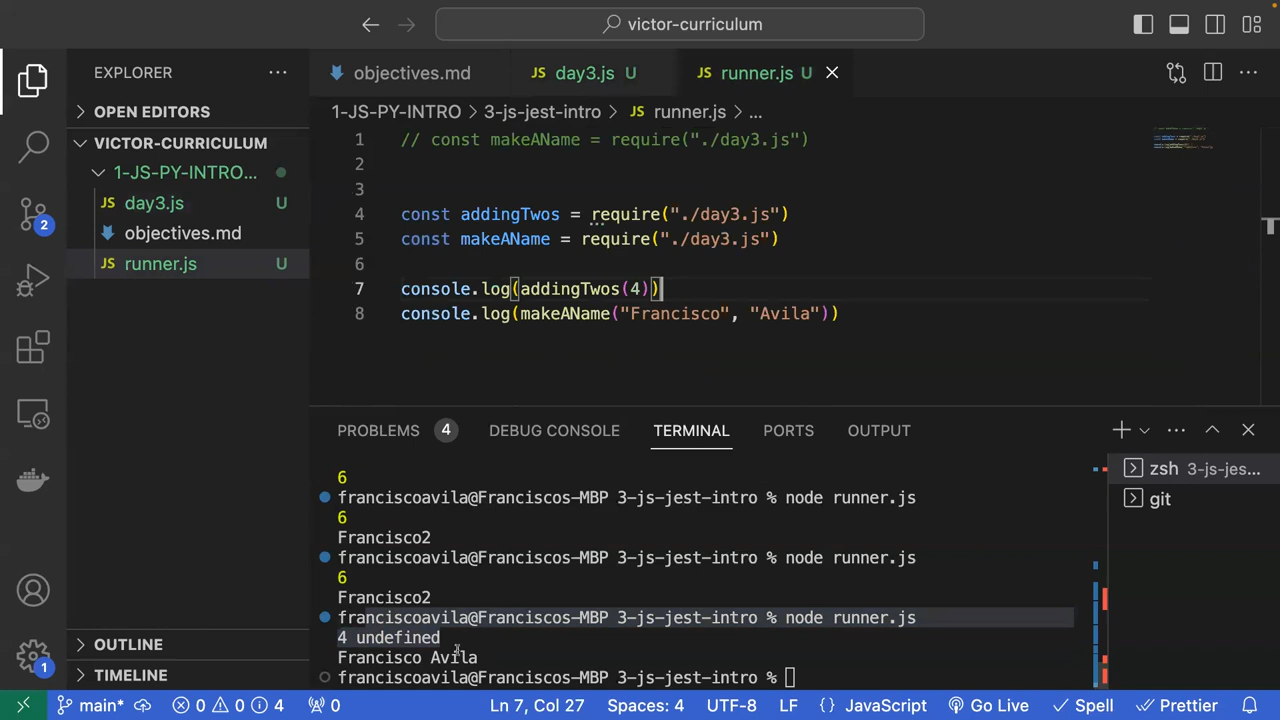 victor-curriculum
EXPLORER
objectives.md
JS day3.js U
JS runner.js U
OPEN EDITORS
1-JS-PY-INTRO > 3-js-jest-intro > JS runner.js > ...
VICTOR-CURRICULUM
1-JS-PY-INTRO...
JS day3.js U
objectives.md
JS runner.js U
1 // const makeAName = require("./day3.js")
2
3
4 const addingTwos = require("./day3.js")
5 const makeAName = require("./day3.js")
6
7 console.log(addingTwos(4))
8 console.log(makeAName("Francisco", "Avila"))
2
PROBLEMS 4 DEBUG CONSOLE TERMINAL PORTS OUTPUT
6
franciscoavila@Franciscos-MBP 3-js-jest-intro % node runner.js
6
Francisco2
franciscoavila@Franciscos-MBP 3-js-jest-intro % node runner.js
6
Francisco2
franciscoavila@Franciscos-MBP 3-js-jest-intro % node runner.js
4 undefined
Francisco Avila
franciscoavila@Franciscos-MBP 3-js-jest-intro %
zsh 3-js-jes...
git
OUTLINE
TIMELINE
1
main* 0 0 4 0 Ln 7, Col 27 Spaces: 4 UTF-8 LF {} JavaScript Go Live Spell Prettier